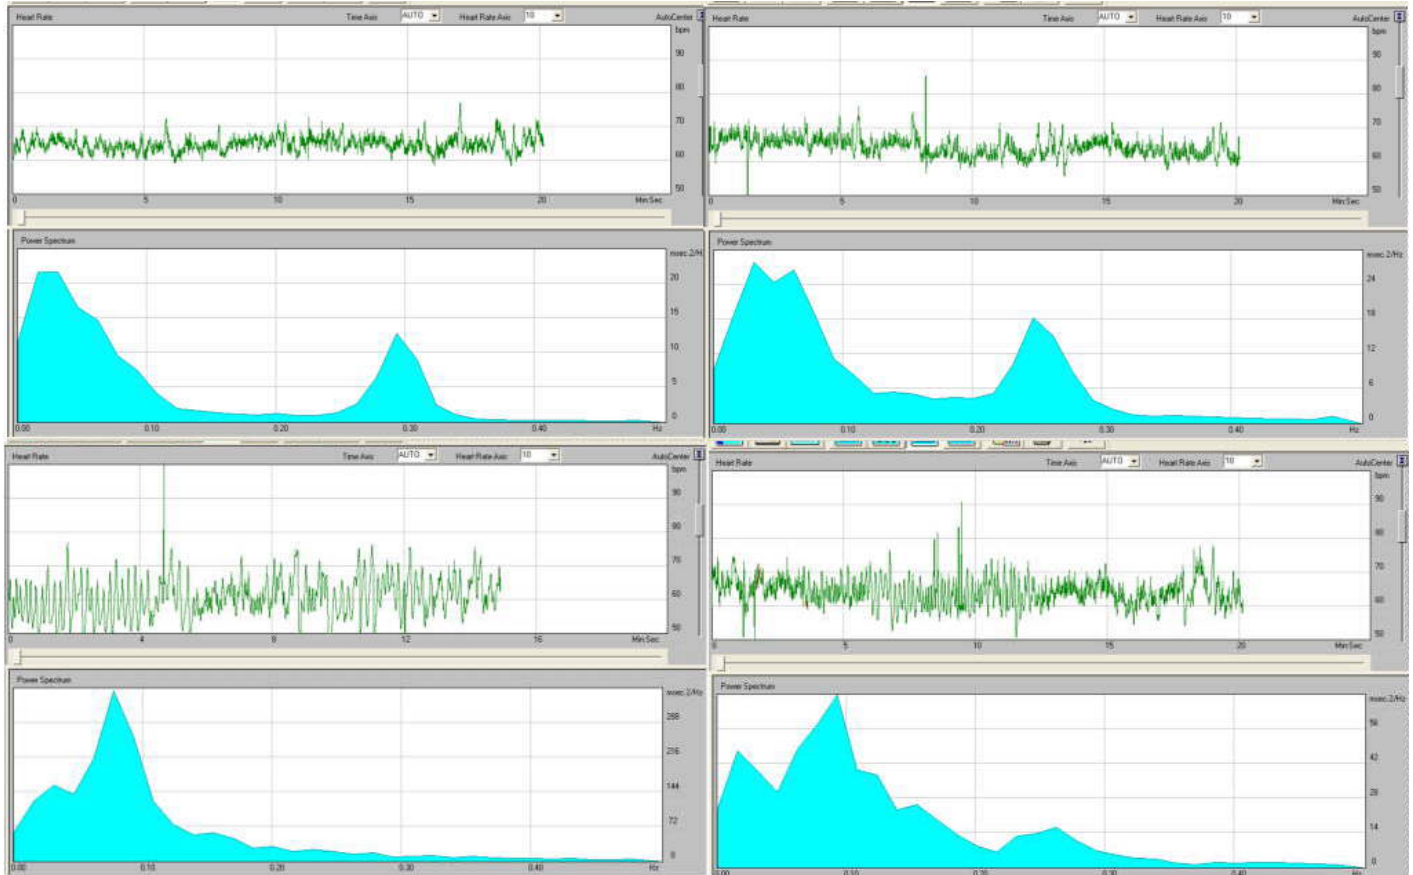 Heart Rate Time Axis AUTO Heart Rate Axis 10 AutoCenter
bpm
90
80
70
60
50
0 5 10 15 20 Min:Sec
Power Spectrum
msec.2/H
20
15
10
5
0
0.00 0.10 0.20 0.30 0.40 Hz
Heart Rate Time Axis AUTO Heart Rate Axis 10 AutoCenter
bpm
90
80
70
60
50
0 5 10 15 20 Min:Sec
Power Spectrum
msec.2/Hz
24
18
12
6
0
0.00 0.10 0.20 0.30 0.40 Hz
Heart Rate Time Axis AUTO Heart Rate Axis 10 AutoCenter
bpm
90
80
70
60
50
0 4 8 12 16 Min:Sec
Power Spectrum
msec.2/Hz
288
216
144
72
0
0.00 0.10 0.20 0.30 0.40 Hz
Heart Rate Time Axis AUTO Heart Rate Axis 10 AutoCenter
bpm
90
80
70
60
50
0 5 10 15 20 Min:Sec
Power Spectrum
msec.2/Hz
56
42
28
14
0
0.00 0.10 0.20 0.30 0.40 Hz